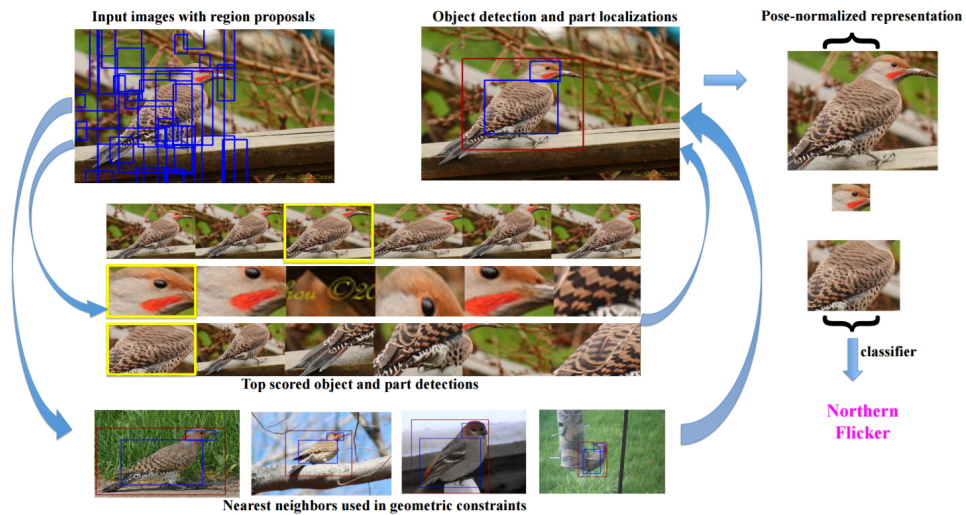 Input images with region proposals
Object detection and part localizations
Pose-normalized representation
Top scored object and part detections
classifier
Northern
Flicker
Nearest neighbors used in geometric constraints